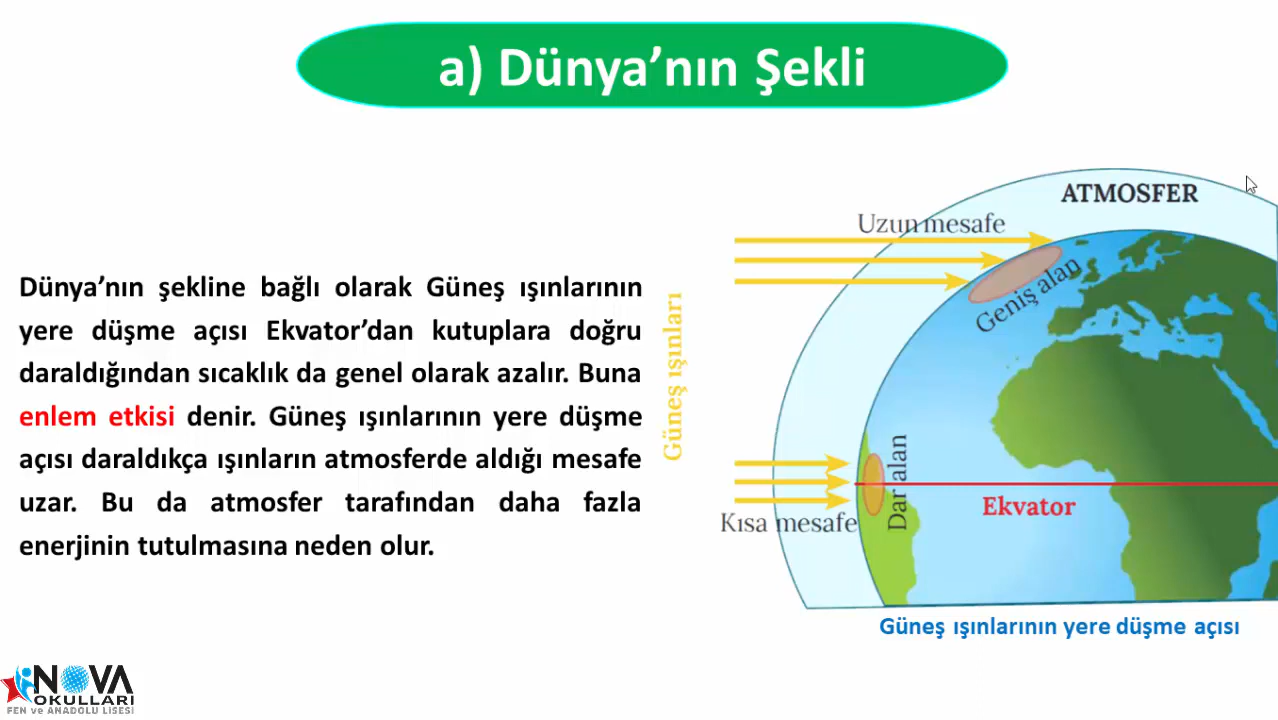 a) Dünya’nın Şekli
Dünya’nın şekline bağlı olarak Güneş ışınlarının
yere düşme açısı Ekvator’dan kutuplara doğru
daraldığından sıcaklık da genel olarak azalır. Buna
enlem etkisi denir. Güneş ışınlarının yere düşme
açısı daraldıkça ışınların atmosferde aldığı mesafe
uzar. Bu da atmosfer tarafından daha fazla
enerjinin tutulmasına neden olur.
ATMOSFER
Uzun mesafe
Geniş alan
Güneş ışınları
Dar alan
Ekvator
Kısa mesafe
Güneş ışınlarının yere düşme açısı
NOVA
OKULLARI
FEN ve ANADOLU LİSESİ